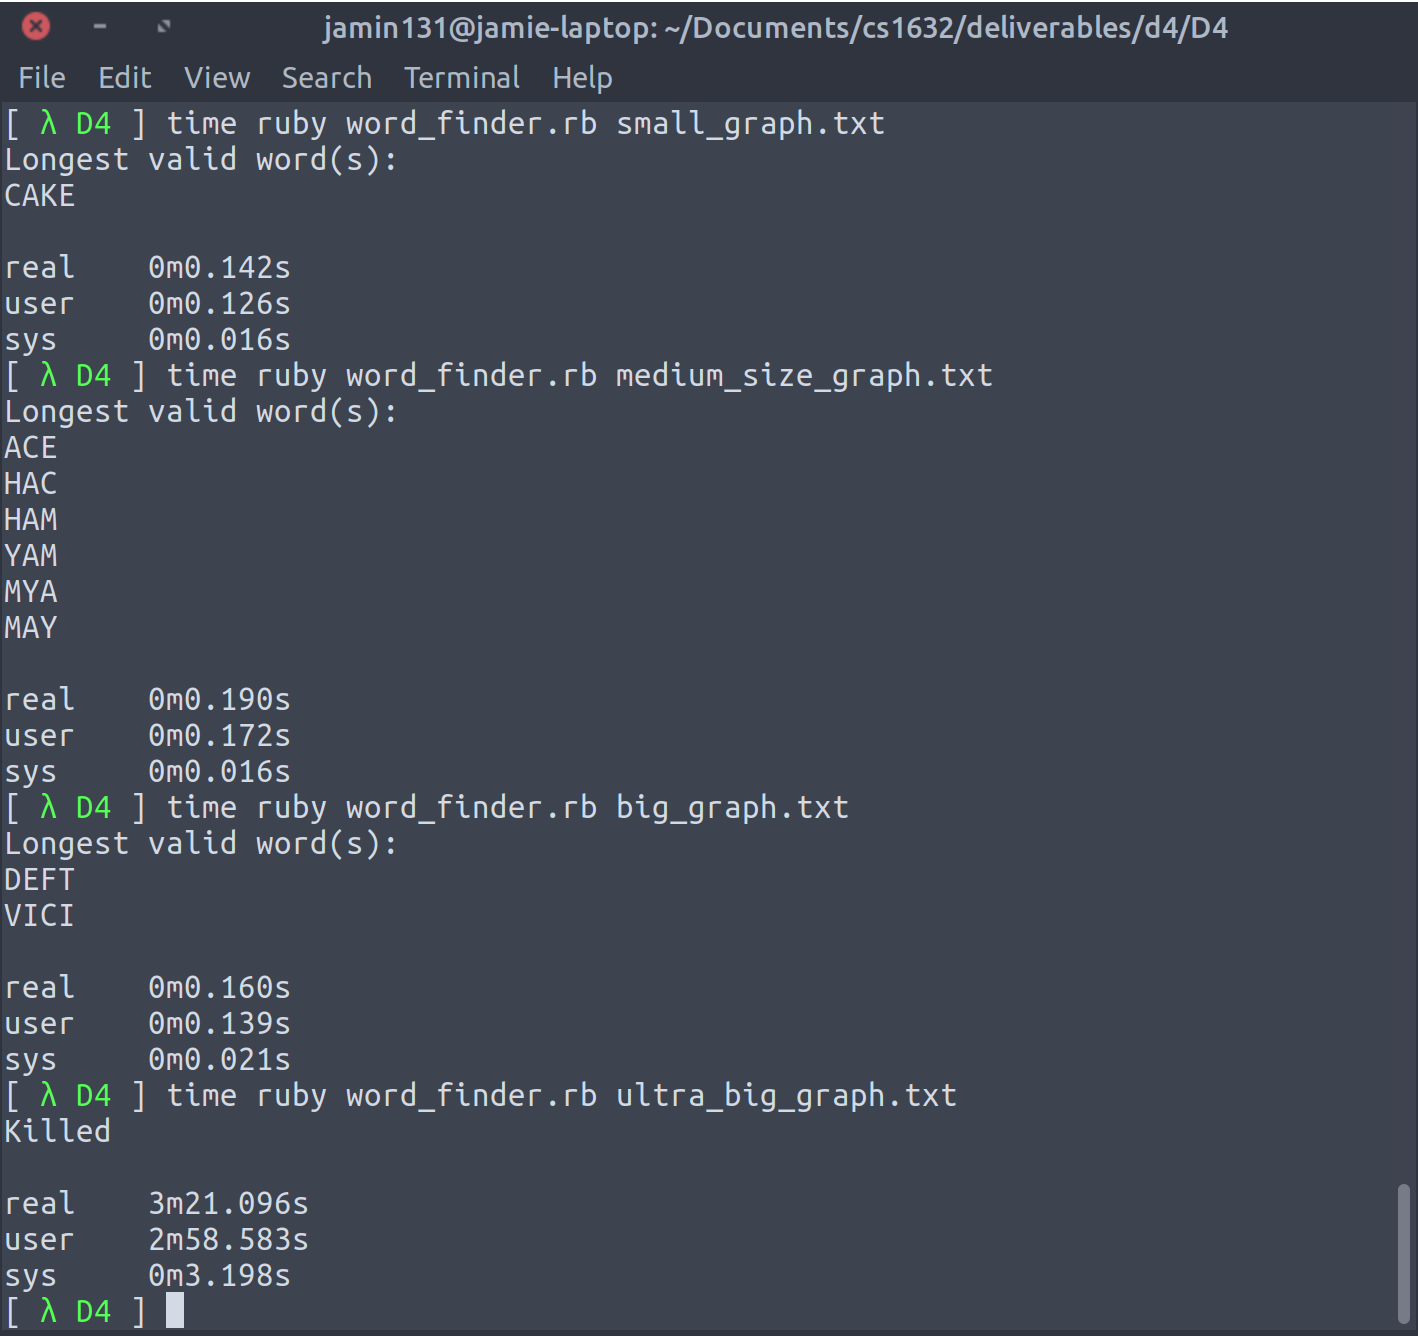 jamin131@jamie-laptop: ~/Documents/cs1632/deliverables/d4/D4
File Edit View Search Terminal Help
[ λ D4 ] time ruby word_finder.rb small_graph.txt
Longest valid word(s):
CAKE

real    0m0.142s
user    0m0.126s
sys     0m0.016s
[ λ D4 ] time ruby word_finder.rb medium_size_graph.txt
Longest valid word(s):
ACE
HAC
HAM
YAM
MYA
MAY

real    0m0.190s
user    0m0.172s
sys     0m0.016s
[ λ D4 ] time ruby word_finder.rb big_graph.txt
Longest valid word(s):
DEFT
VICI

real    0m0.160s
user    0m0.139s
sys     0m0.021s
[ λ D4 ] time ruby word_finder.rb ultra_big_graph.txt
Killed

real    3m21.096s
user    2m58.583s
sys     0m3.198s
[ λ D4 ]